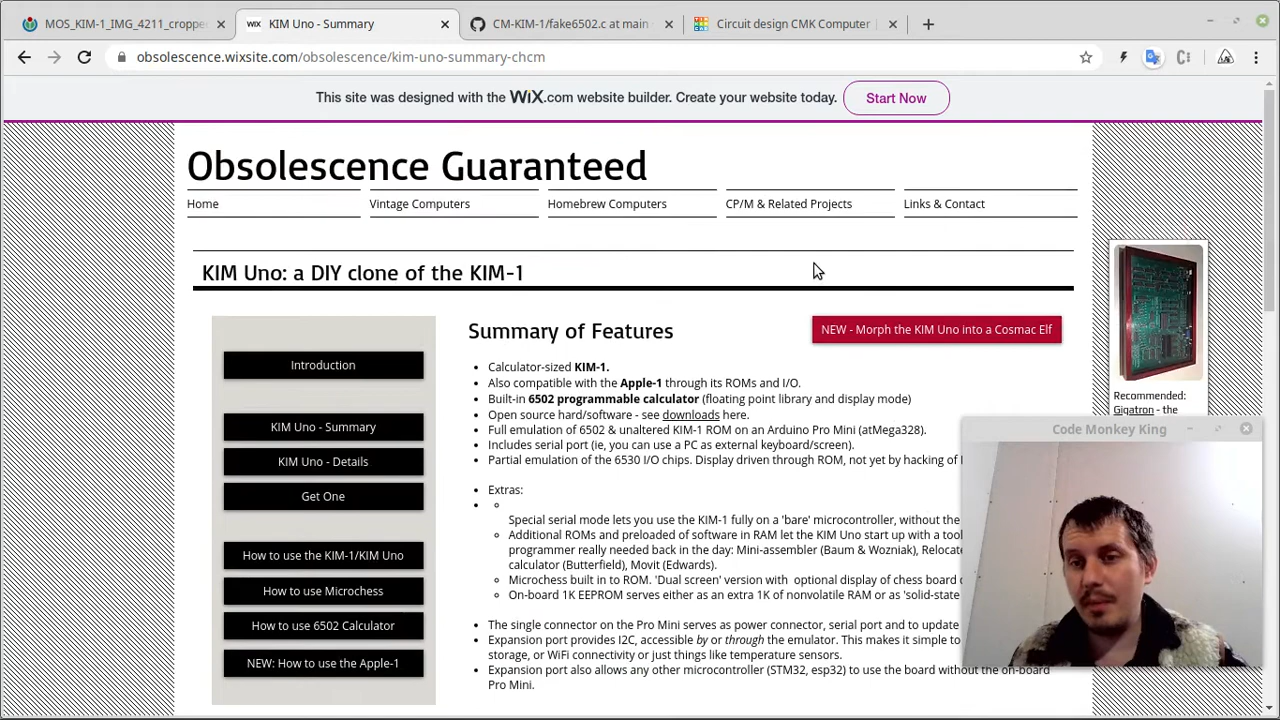 MOS_KIM-1_IMG_4211_croppe
KIM Uno - Summary
CM-KIM-1/fake6502.c at main
Circuit design CMK Computer
obsolescence.wixsite.com/obsolescence/kim-uno-summary-chcm
This site was designed with the WiX.com website builder. Create your website today.
Start Now
Obsolescence Guaranteed
Home
Vintage Computers
Homebrew Computers
CP/M & Related Projects
Links & Contact
KIM Uno: a DIY clone of the KIM-1
Introduction
KIM Uno - Summary
KIM Uno - Details
Get One
How to use the KIM-1/KIM Uno
How to use Microchess
How to use 6502 Calculator
NEW: How to use the Apple-1
Summary of Features
NEW - Morph the KIM Uno into a Cosmac Elf
Calculator-sized KIM-1.
Also compatible with the Apple-1 through its ROMs and I/O.
Built-in 6502 programmable calculator (floating point library and display mode)
Open source hard/software - see downloads here.
Full emulation of 6502 & unaltered KIM-1 ROM on an Arduino Pro Mini (atMega328).
Includes serial port (ie, you can use a PC as external keyboard/screen).
Partial emulation of the 6530 I/O chips. Display driven through ROM, not yet by hacking of
Extras:
Special serial mode lets you use the KIM-1 fully on a 'bare' microcontroller, without the
Additional ROMs and preloaded of software in RAM let the KIM Uno start up with a tool
programmer really needed back in the day: Mini-assembler (Baum & Wozniak), Relocate
calculator (Butterfield), Movit (Edwards).
Microchess built in to ROM. 'Dual screen' version with optional display of chess board
On-board 1K EEPROM serves either as an extra 1K of nonvolatile RAM or as 'solid-state
The single connector on the Pro Mini serves as power connector, serial port and to update
Expansion port provides I2C, accessible by or through the emulator. This makes it simple to
storage, or WiFi connectivity or just things like temperature sensors.
Expansion port also allows any other microcontroller (STM32, esp32) to use the board without the on-board
Pro Mini.
Recommended:
Gigatron - the
Code Monkey King